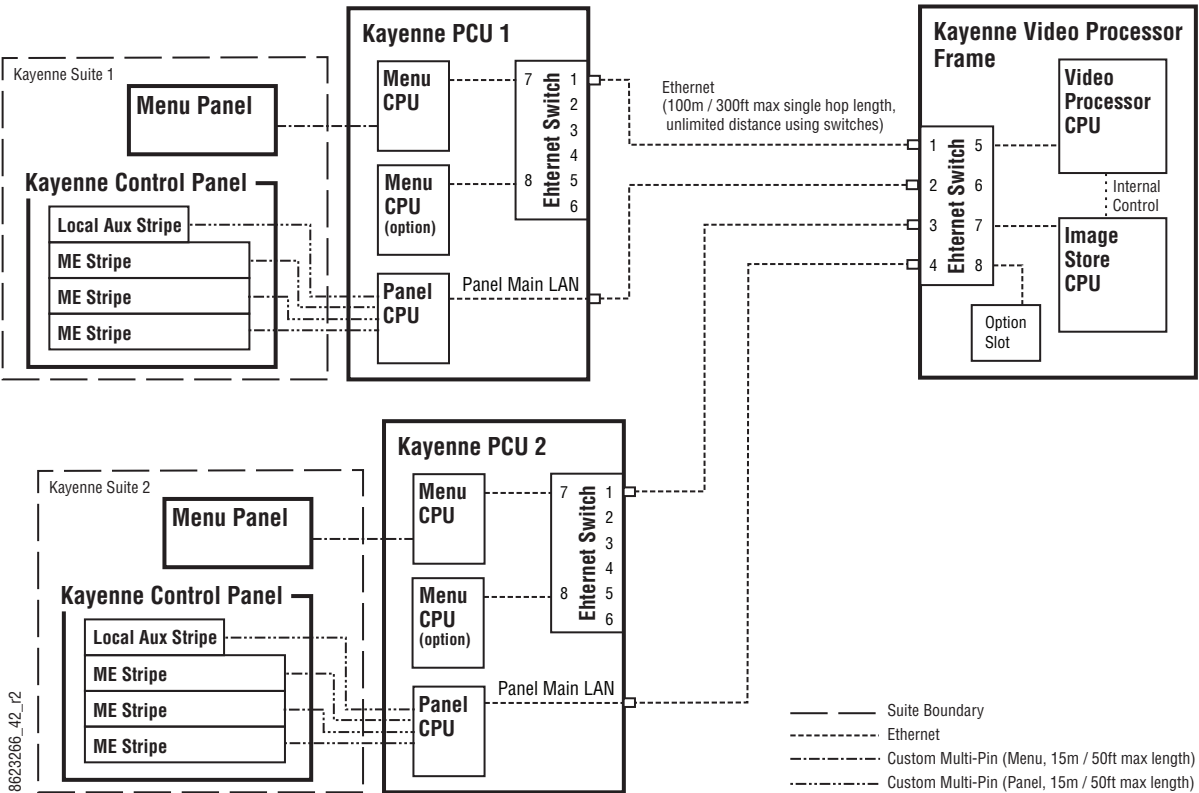 Kayenne Suite 1
Menu Panel
Kayenne Control Panel
Local Aux Stripe
ME Stripe
ME Stripe
ME Stripe
Kayenne PCU 1
Menu
CPU
Menu
CPU
(option)
Panel
CPU
Panel Main LAN
Ehternet Switch
7
8
1
2
3
4
5
6
Ethernet
(100m / 300ft max single hop length,
unlimited distance using switches)
Kayenne Video Processor
Frame
Video
Processor
CPU
Internal
Control
Image
Store
CPU
Option
Slot
Ehternet Switch
1
2
3
4
5
6
7
8
Kayenne Suite 2
Menu Panel
Kayenne Control Panel
Local Aux Stripe
ME Stripe
ME Stripe
ME Stripe
Kayenne PCU 2
Menu
CPU
Menu
CPU
(option)
Panel
CPU
Panel Main LAN
Ehternet Switch
7
8
1
2
3
4
5
6
Suite Boundary
Ethernet
Custom Multi-Pin (Menu, 15m / 50ft max length)
Custom Multi-Pin (Panel, 15m / 50ft max length)
8623266_42_r2